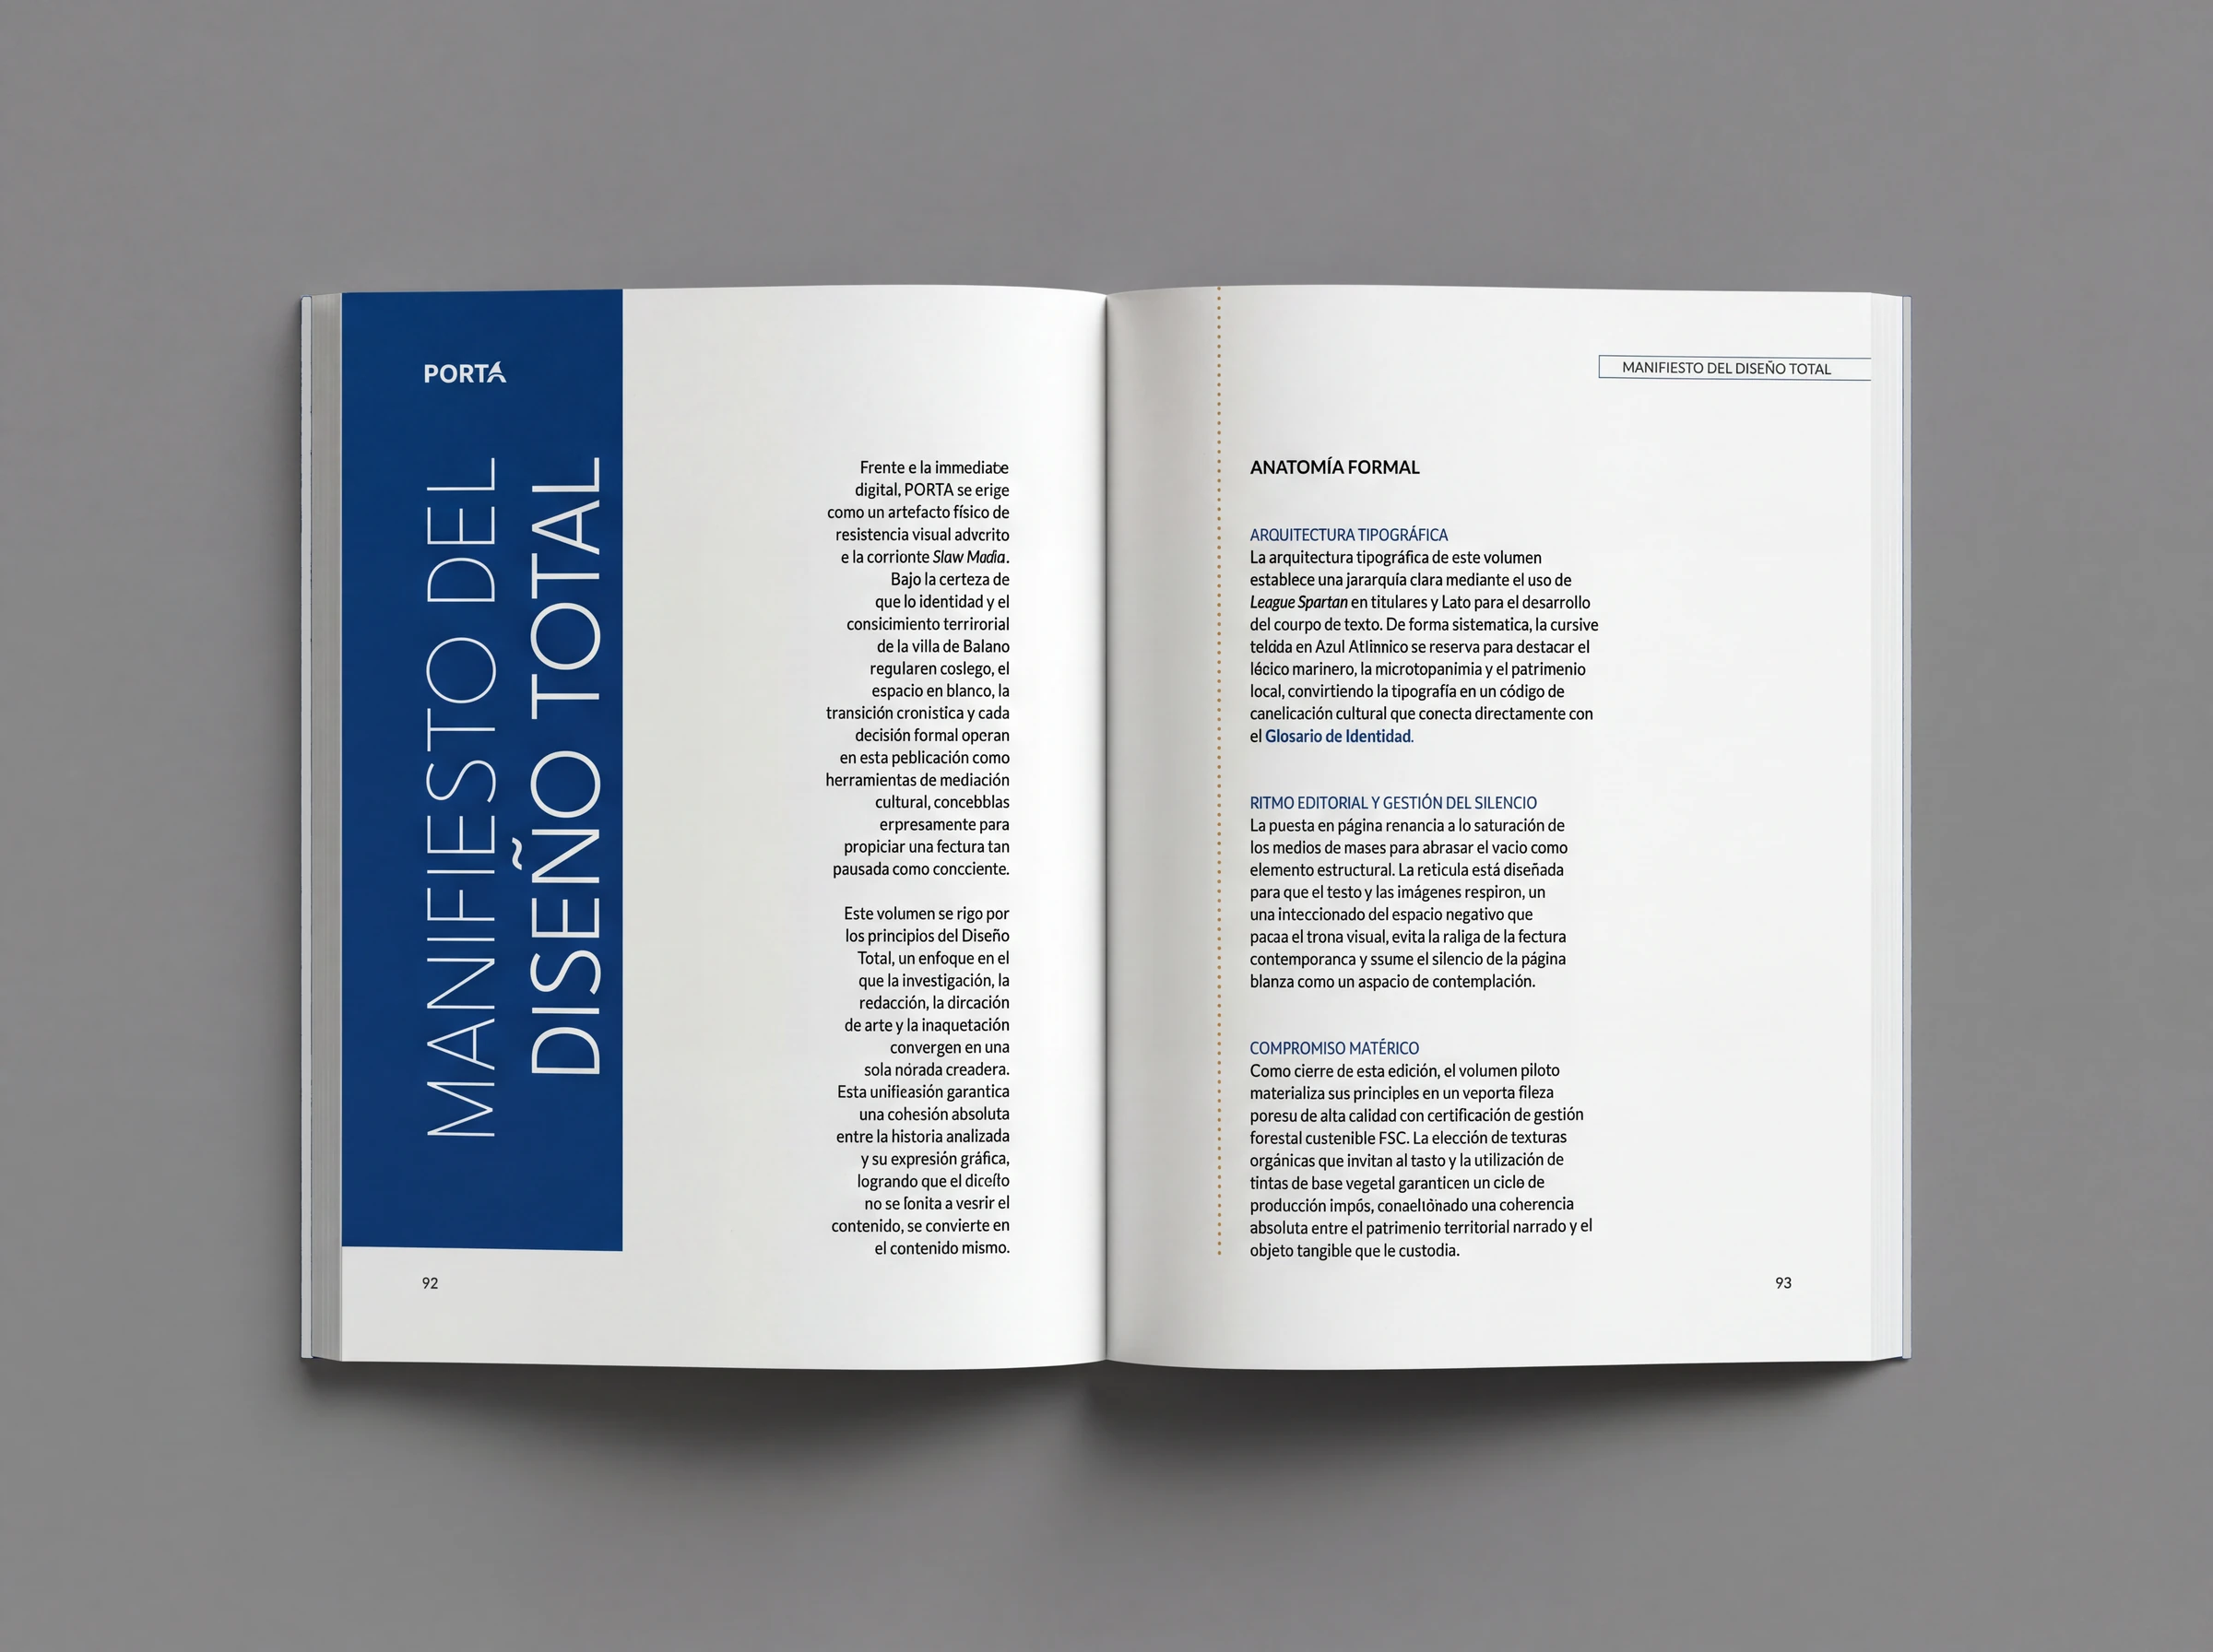 PORTA
MANIFIESTO DEL
DISEÑO TOTAL
Frente e la immediate
digital, PORTA se erige
como un artefacto físico de
resistencia visual advcrito
e la corrionte Slaw Madia.
Bajo la certeza de
que lo identidad y el
consicimiento terrirorial
de la villa de Balano
regularen coslego, el
espacio en blanco, la
transición cronística y cada
decisión formal operan
en esta peblicación como
herramientas de mediación
cultural, concebblas
erpresamente para
propiciar una fectura tan
pausada como concciente.
Este volumen se rigo por
los principios del Diseño
Total, un enfoque en el
que la investigación, la
redacción, la dircación
de arte y la inaquetación
convergen en una
sola nórada creadera.
Esta unifieasión garantica
una cohesión absoluta
entre la historia analizada
y su expresión gráfica,
logrando que el
no se a vesrir el
contenido, se convierte en
el contenido mismo.
92
MANIFIESTO DEL DISEÑO TOTAL
ANATOMÍA FORMAL
ARQUITECTURA TIPOGRÁFICA
La arquitectura tipográfica de este volumen
establece una jararquía clara mediante el uso de
League Spartan en titulares y Lato para el desarrollo
del courpo de texto. De forma sistematica, la cursive
teldda en Azul se reserva para destacar el
lécico marinero, la microtopanimia y el patrimenio
local, convirtiendo la tipografía en un código de
canelicación cultural que conecta directamente con
el Glosario de Identidad.
RITMO EDITORIAL Y GESTIÓN DEL SILENCIO
La puesta en página renancia a lo saturación de
los medios de mases para abrasar el vacio como
elemento estructural. La reticula está diseñada
para que el testo y las imágenes respiron, un
una inteccionado del espacio negativo que
pacaa el trona visual, evita la raliga de la fectura
contemporanca y ssume el silencio de la página
blanza como un aspacio de contemplación.
COMPROMISO MATÉRICO
Como cierre de esta edición, el volumen piloto
materializa sus principles en un veporta fileza
poresu de alta calidad con certificación de gestión
forestal custenible FSC. La elección de texturas
orgánicas que invitan al tasto y la utilización de
tintas de base vegetal garanticen un ciclo de
producción impós, una coherencia
absoluta entre el patrimenio territorial narrado y el
objeto tangible que le custodia.
93